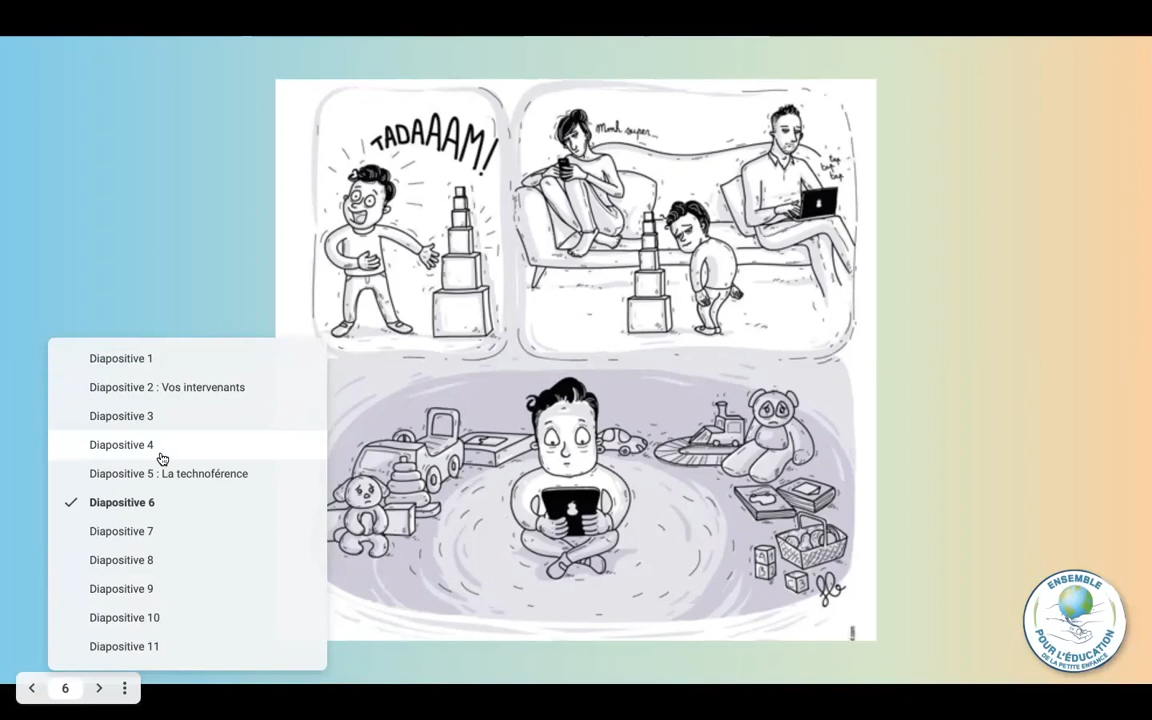 TADAAAM!
Mmh super...
tap
tap
tap
Diapositive 1
Diapositive 2 : Vos intervenants
Diapositive 3
Diapositive 4
Diapositive 5 : La technoférence
Diapositive 6
Diapositive 7
Diapositive 8
Diapositive 9
Diapositive 10
Diapositive 11
6
ENSEMBLE
POUR L'ÉDUCATION
DE LA PETITE ENFANCE